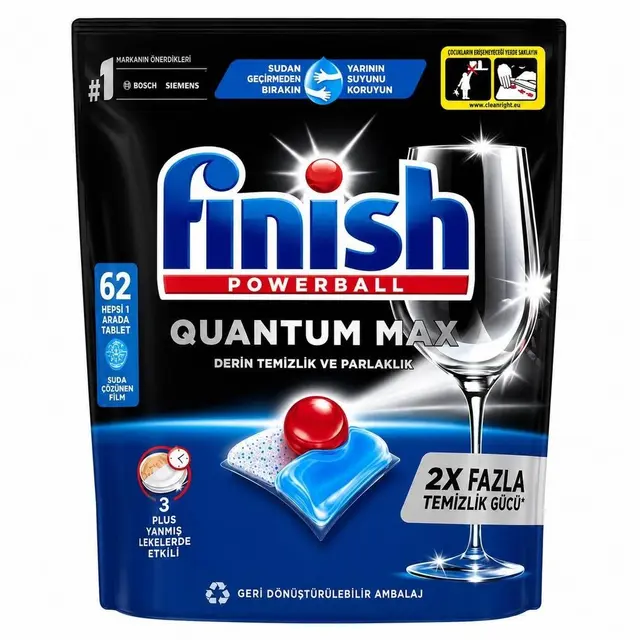 #1
MARKANIN ÖNERDİKLERİ
BOSCH SIEMENS
SUDAN
GEÇİRMEDEN
BIRAKIN
YARININ
SUYUNU
KORUYUN
ÇOCUKLARIN ERİŞEMEYECEĞİ YERDE SAKLAYIN
www.cleanright.eu
finish
POWERBALL
QUANTUM MAX
DERİN TEMİZLİK VE PARLAKLIK
62
HEPSİ 1
ARADA
TABLET
SUDA
ÇÖZÜNEN
FİLM
3
PLUS
YANMIŞ
LEKELERDE
ETKİLİ
2X FAZLA
TEMİZLİK GÜCÜ*
GERİ DÖNÜŞTÜRÜLEBİLİR AMBALAJ